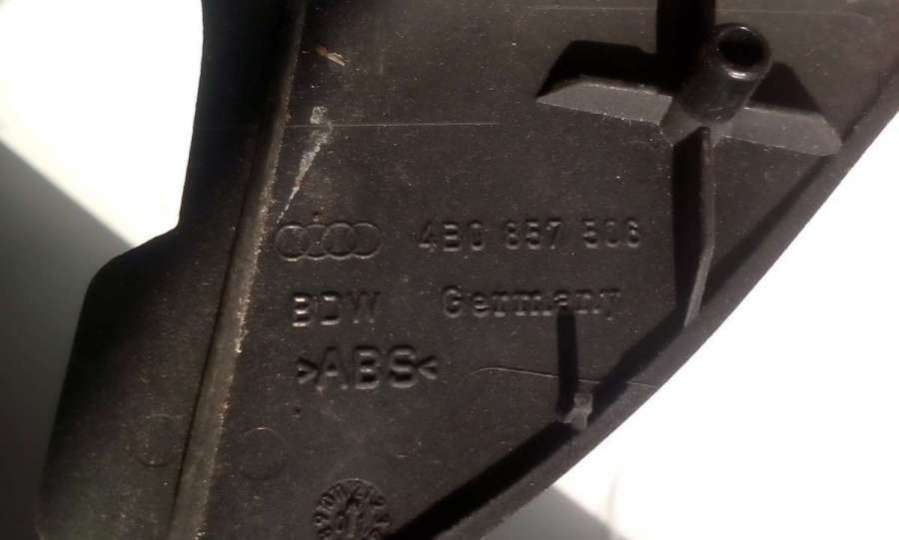 4B0 857 506
BDW Germany
>ABS<